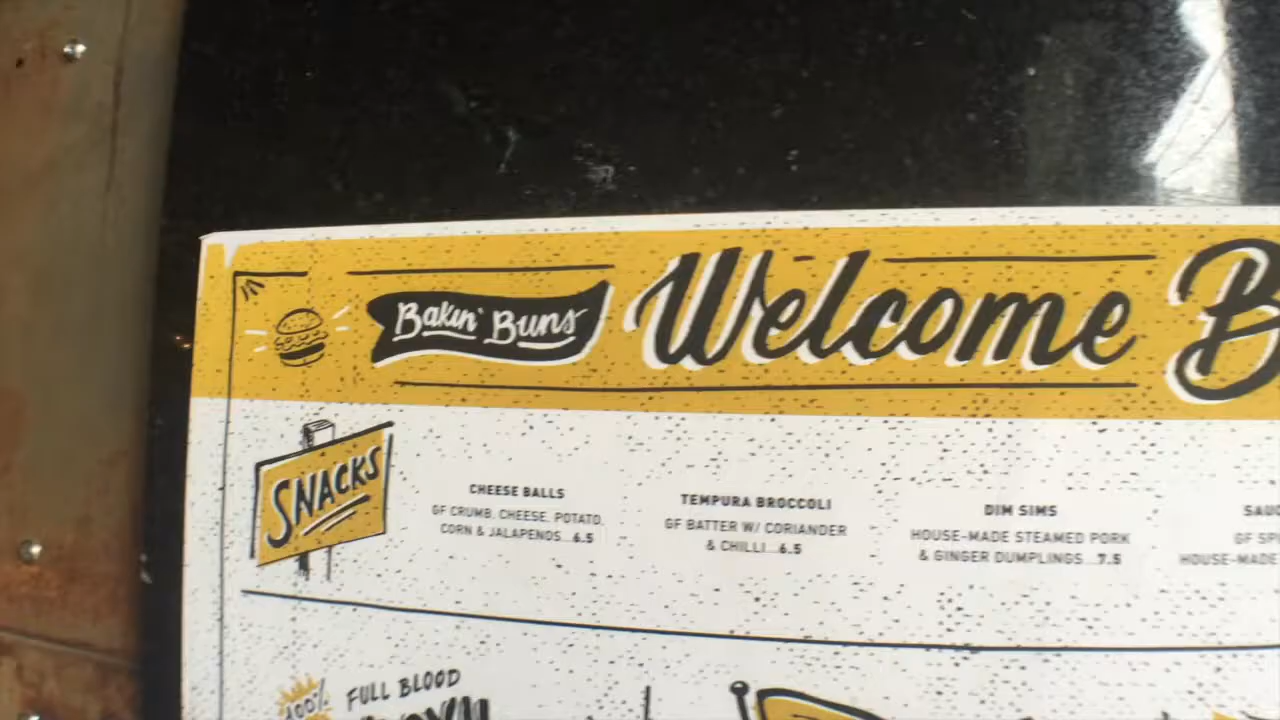 Bakin' Buns
Welcome
SNACKS
CHEESE BALLS
GF CRUMB, CHEESE, POTATO,
CORN & JALAPENOS...6.5
TEMPURA BROCCOLI
GF BATTER W/ CORIANDER
& CHILLI...6.5
DIM SIMS
HOUSE-MADE STEAMED PORK
& GINGER DUMPLINGS...7.5
GF
HOUSE-MADE
100%
FULL BLOOD